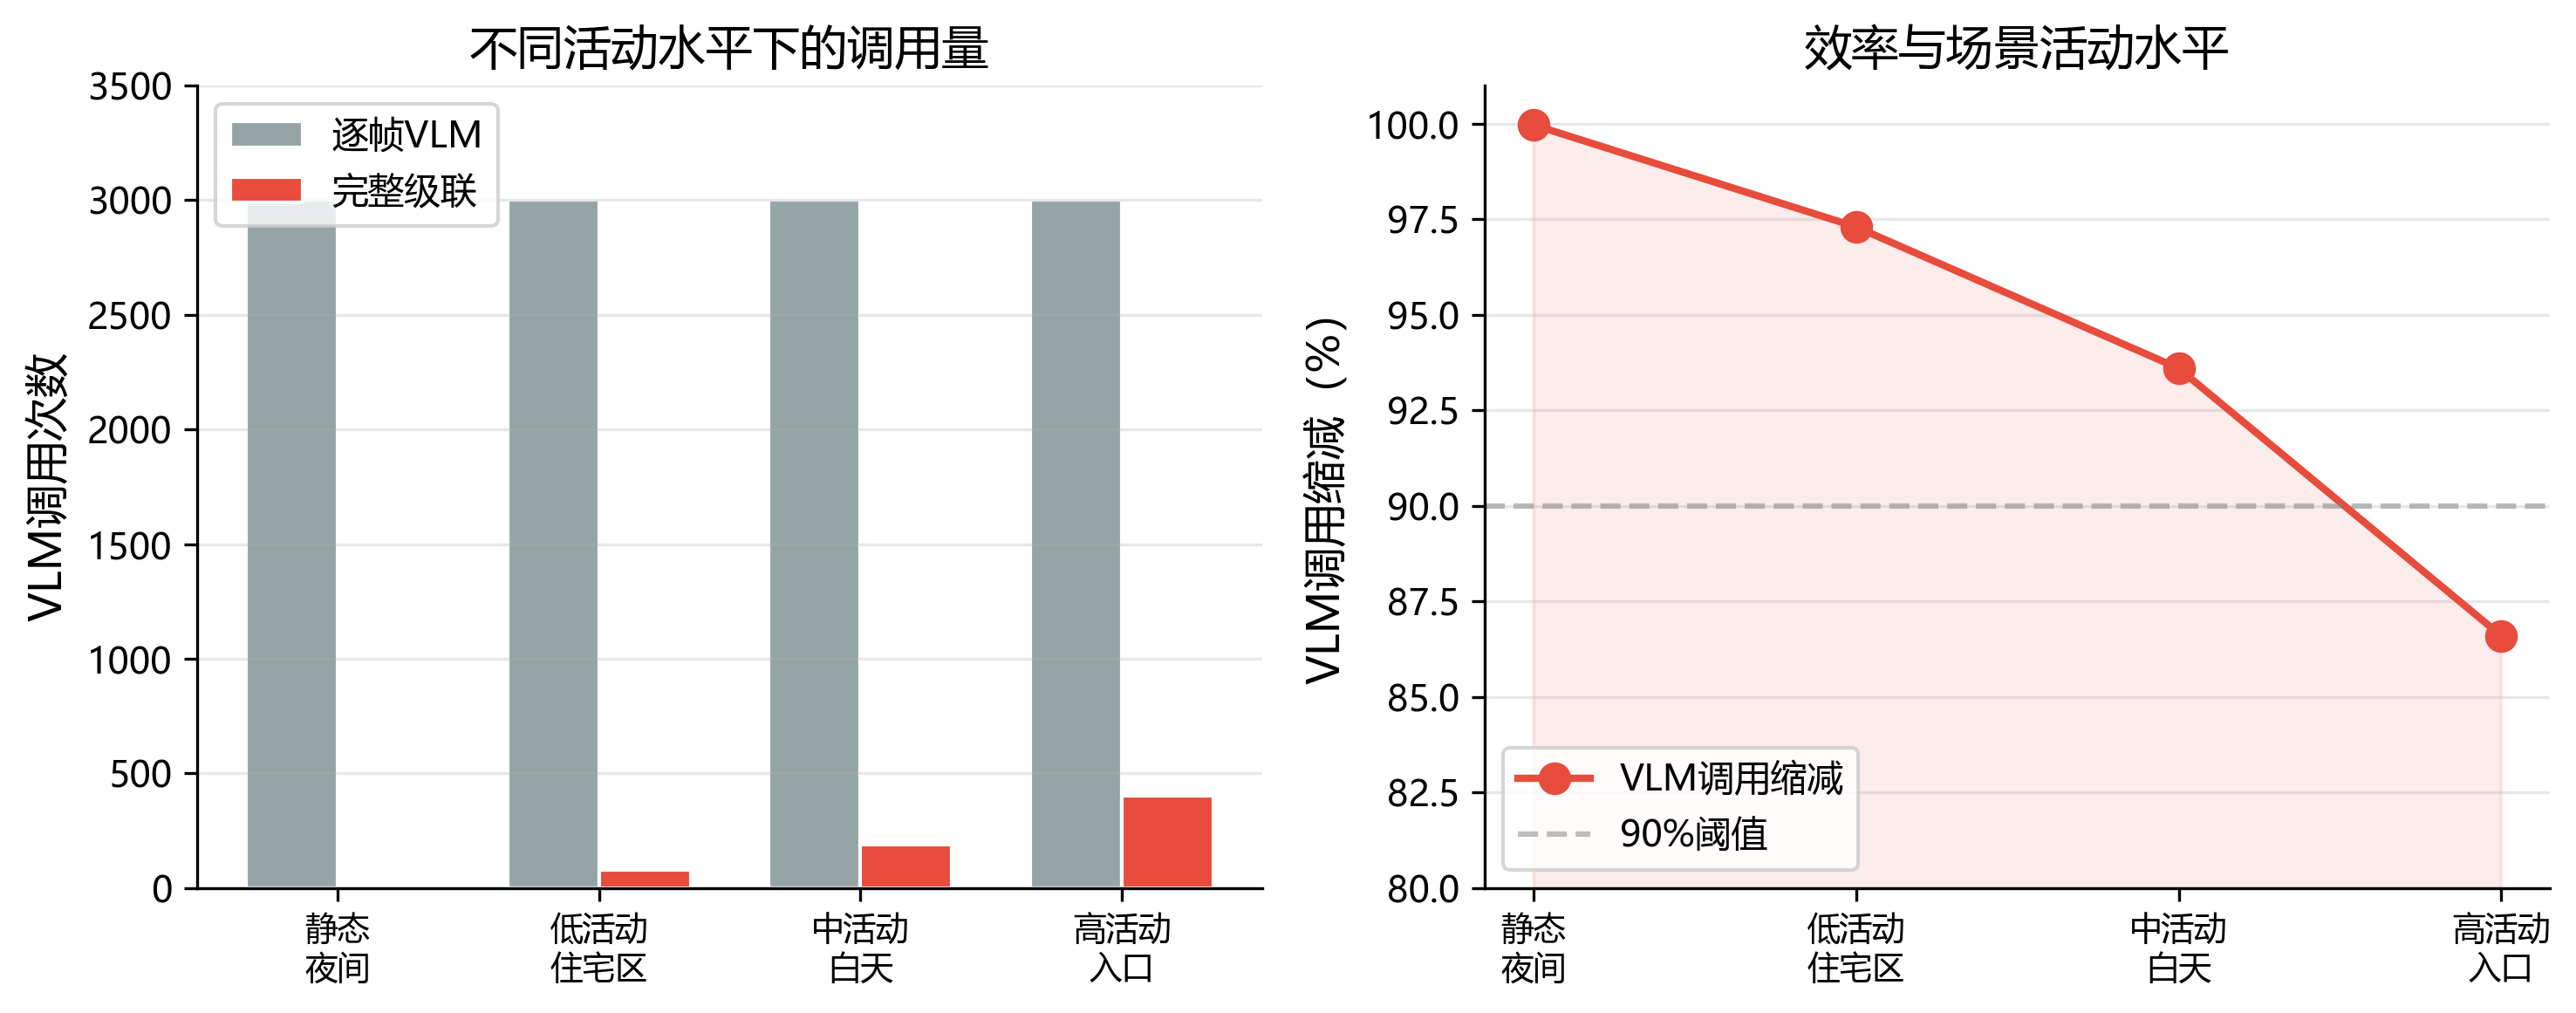 不同活动水平下的调用量
VLM调用次数
3500
3000
2500
2000
1500
1000
500
0
逐帧VLM
完整级联
静态
夜间
低活动
住宅区
中活动
白天
高活动
入口
效率与场景活动水平
VLM调用缩减（%）
100.0
97.5
95.0
92.5
90.0
87.5
85.0
82.5
80.0
VLM调用缩减
90%阈值
静态
夜间
低活动
住宅区
中活动
白天
高活动
入口